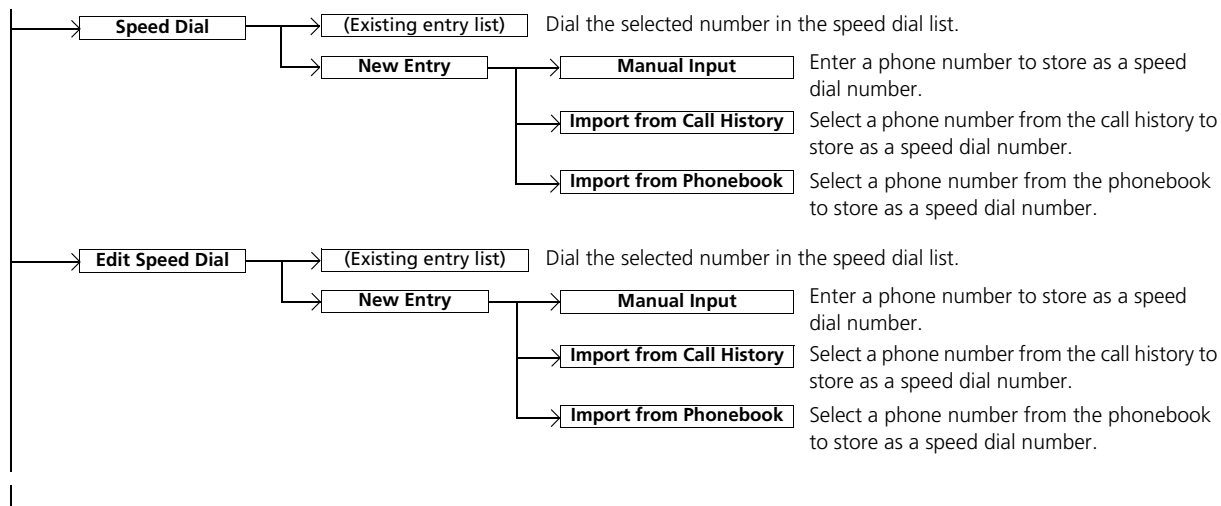 Speed Dial (Existing entry list) Dial the selected number in the speed dial list.
New Entry Manual Input Enter a phone number to store as a speed
dial number.
Import from Call History Select a phone number from the call history to
store as a speed dial number.
Import from Phonebook Select a phone number from the phonebook
to store as a speed dial number.
Edit Speed Dial (Existing entry list) Dial the selected number in the speed dial list.
New Entry Manual Input Enter a phone number to store as a speed
dial number.
Import from Call History Select a phone number from the call history to
store as a speed dial number.
Import from Phonebook Select a phone number from the phonebook
to store as a speed dial number.